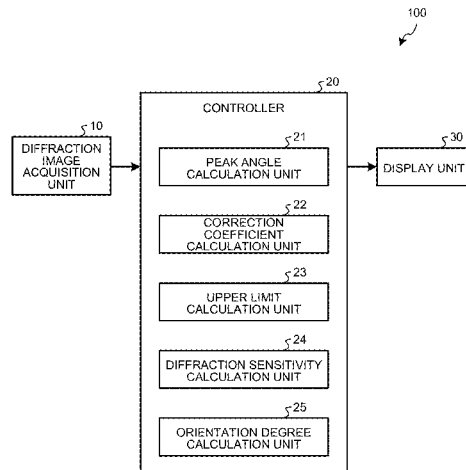 100
20
CONTROLLER
10
DIFFRACTION
IMAGE
ACQUISITION
UNIT
21
PEAK ANGLE
CALCULATION UNIT
30
DISPLAY UNIT
22
CORRECTION
COEFFICIENT
CALCULATION UNIT
23
UPPER LIMIT
CALCULATION UNIT
24
DIFFRACTION SENSITIVITY
CALCULATION UNIT
25
ORIENTATION DEGREE
CALCULATION UNIT